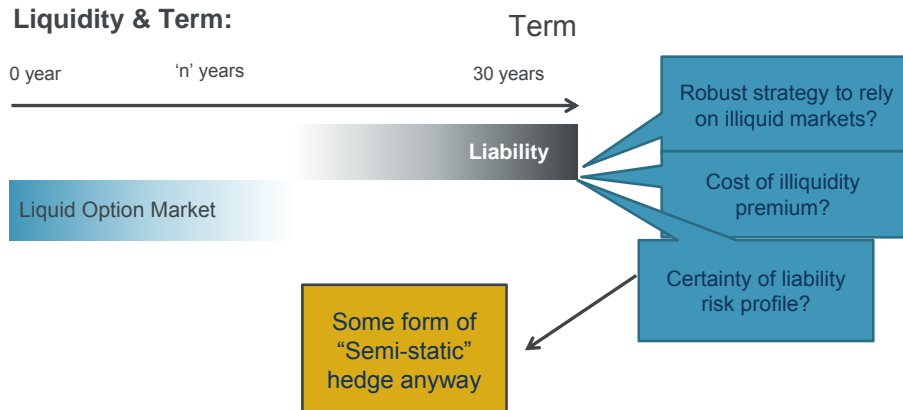 Liquidity & Term:
Term
0 year
‘n’ years
30 years
Liability
Liquid Option Market
Robust strategy to rely
on illiquid markets?
Cost of illiquidity
premium?
Certainty of liability
risk profile?
Some form of
“Semi-static”
hedge anyway